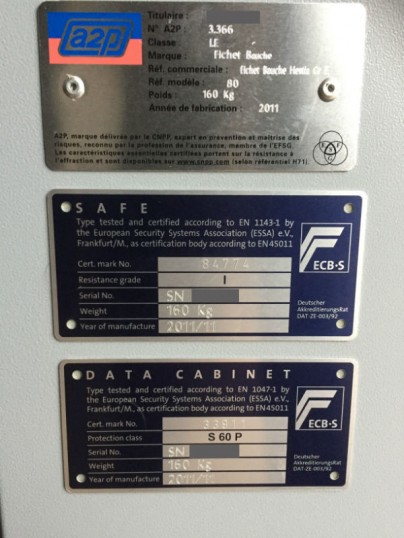 a2p
Titulaire :
N° A2P : 3.366
Classe : LE
Marque : Fichet Bauche
Réf. commerciale : Fichet Bauche
Réf. modèle : 80
Poids : 160 Kg
Année de fabrication : 2011
A2P, marque délivrée par le CNPP, expert en prévention et maîtrise des
risques, reconnu par la profession de l'assurance, membre de l'EFSG.
Les caractéristiques essentielles certifiées portent sur la résistance à
l'effraction et sont disponibles sur www.cnpp.com (selon référentiel H71).
SAFE
Type tested and certified according to EN 1143-1 by
the European Security Systems Association (ESSA) e.V.,
Frankfurt/M., as certification body according to EN 45011
ECB·S
Cert. mark No. 84774
Resistance grade I
Serial No. SN
Weight 160 Kg
Year of manufacture 2011/11
Deutscher
AkkreditierungsRat
DAT-ZE-003/92
DATA CABINET
Type tested and certified according to EN 1047-1 by
the European Security Systems Association (ESSA) e.V.,
Frankfurt/M., as certification body according to EN45011
ECB·S
Cert. mark No.
Protection class S 60 P
Serial No. SN
Weight 160 Kg
Year of manufacture 2011/11
Deutscher
AkkreditierungsRat
DAT-ZE-003/92